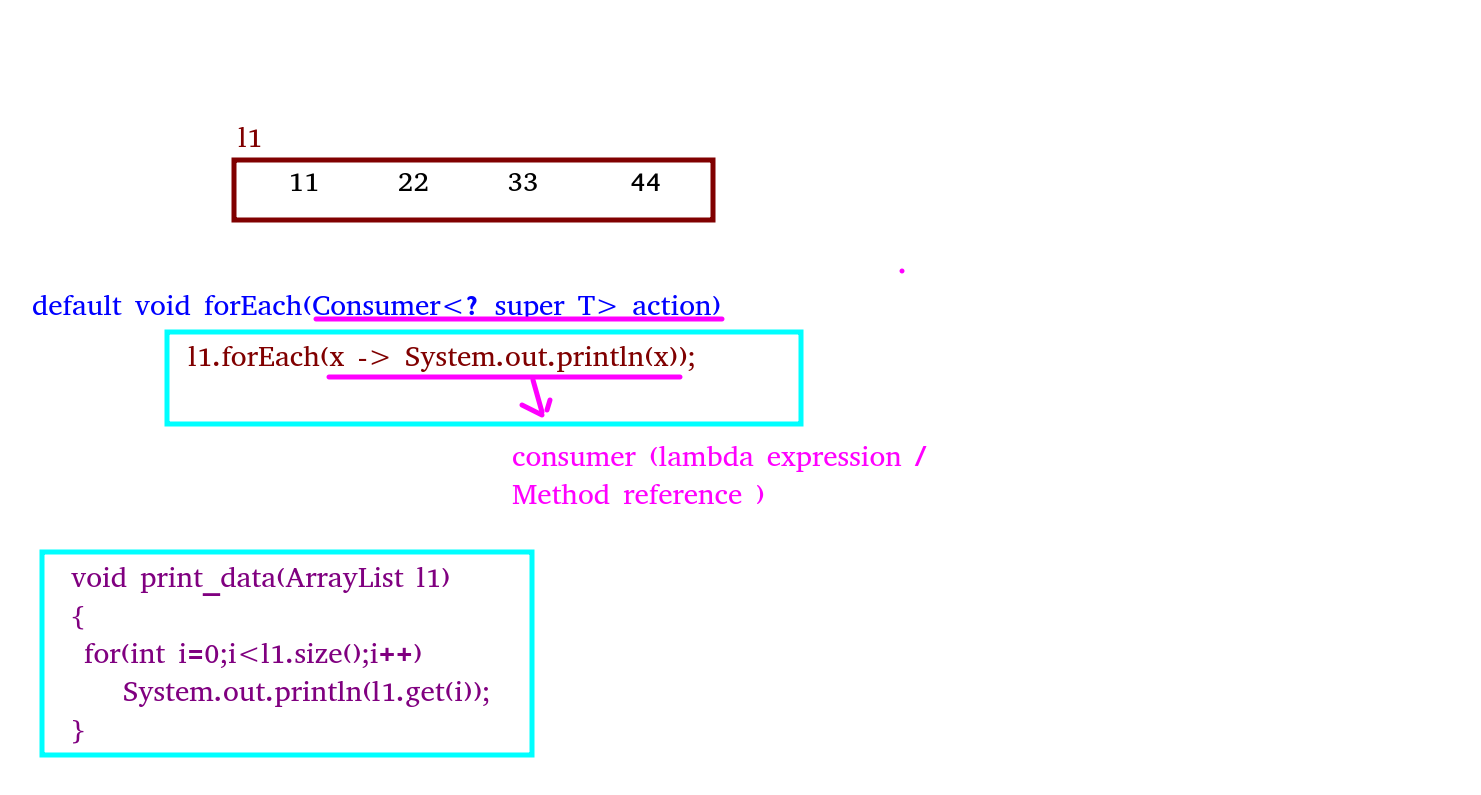 l1
11 22 33 44
default void forEach(Consumer<? super T> action)
l1.forEach(x -> System.out.println(x));
consumer (lambda expression /
Method reference )
void print_data(ArrayList l1)
{
for(int i=0;i<l1.size();i++)
System.out.println(l1.get(i));
}